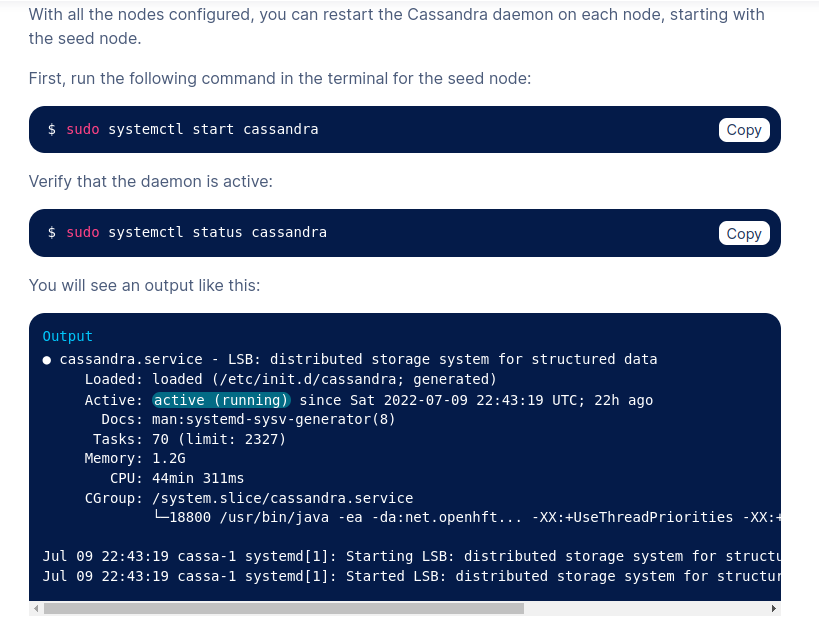 With all the nodes configured, you can restart the Cassandra daemon on each node, starting with
the seed node.
First, run the following command in the terminal for the seed node:
$ sudo systemctl start cassandra
Copy
Verify that the daemon is active:
$ sudo systemctl status cassandra
Copy
You will see an output like this:
Output
● cassandra.service - LSB: distributed storage system for structured data
Loaded: loaded (/etc/init.d/cassandra; generated)
Active: active (running) since Sat 2022-07-09 22:43:19 UTC; 22h ago
Docs: man:systemd-sysv-generator(8)
Tasks: 70 (limit: 2327)
Memory: 1.2G
CPU: 44min 311ms
CGroup: /system.slice/cassandra.service
└─18800 /usr/bin/java -ea -da:net.openhft... -XX:+UseThreadPriorities -XX:+
Jul 09 22:43:19 cassa-1 systemd[1]: Starting LSB: distributed storage system for structu
Jul 09 22:43:19 cassa-1 systemd[1]: Started LSB: distributed storage system for structur